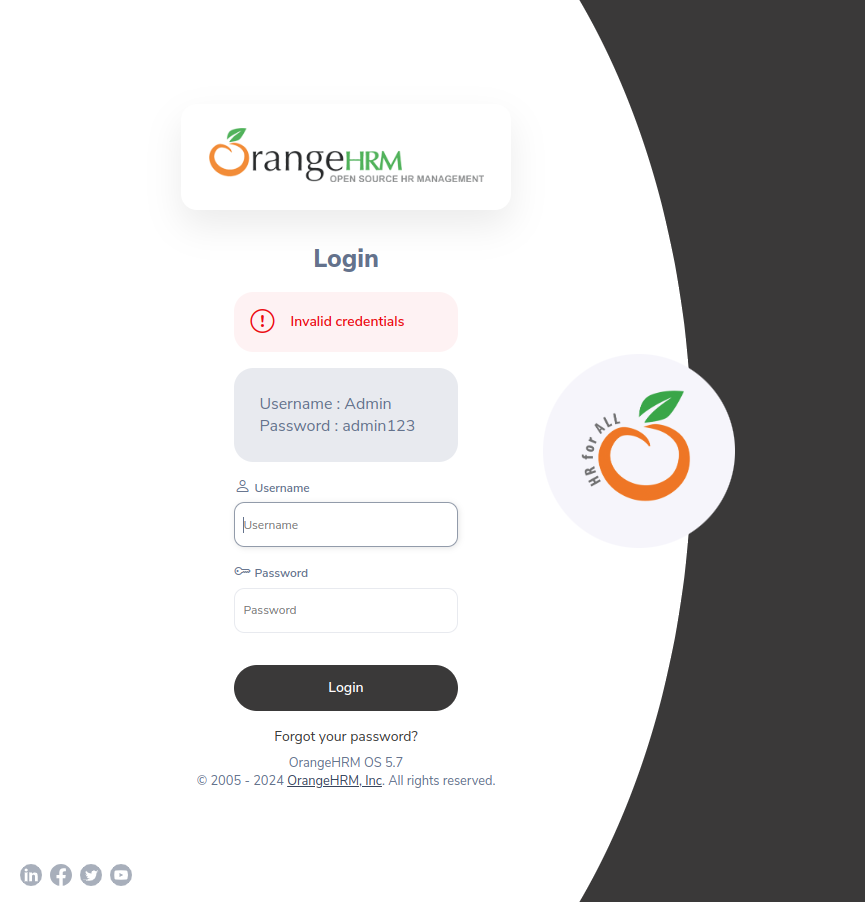 OrangeHRM
OPEN SOURCE HR MANAGEMENT
Login
Invalid credentials
Username : Admin
Password : admin123
Username
Username
Password
Password
Login
Forgot your password?
OrangeHRM OS 5.7
© 2005 - 2024 OrangeHRM, Inc. All rights reserved.
HR for ALL
in